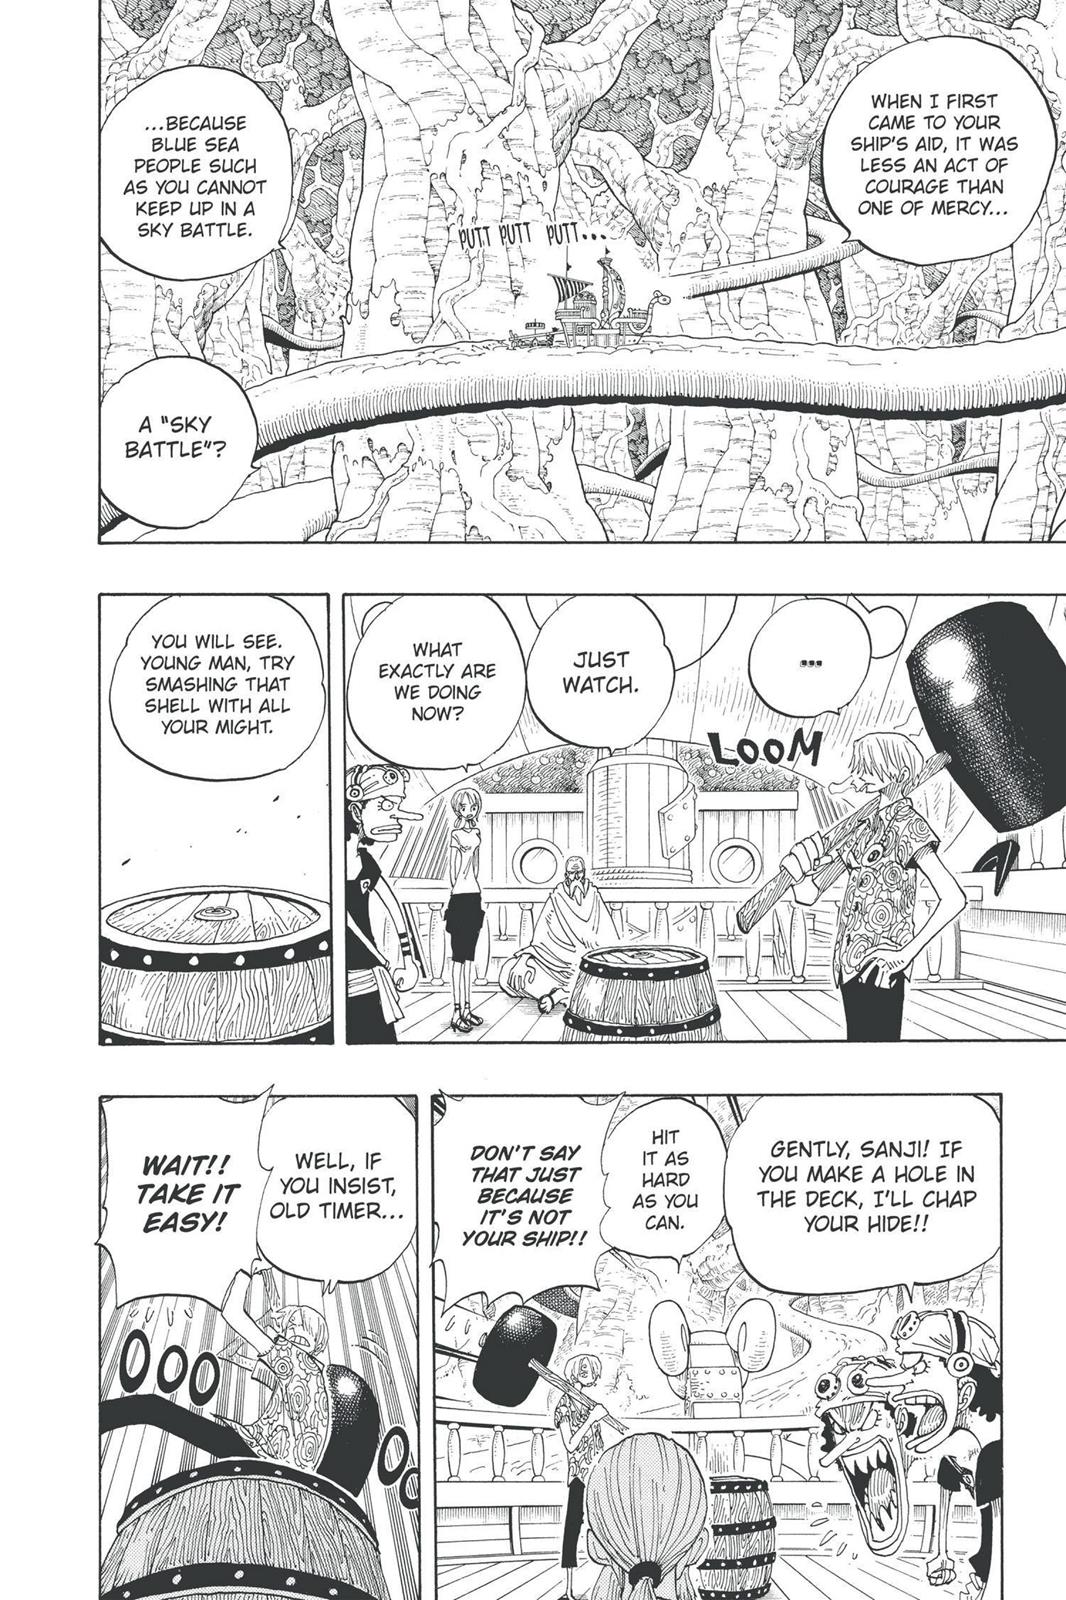 WHEN I FIRST
CAME TO YOUR
SHIP'S AID, IT WAS
LESS AN ACT OF
COURAGE THAN
ONE OF MERCY...
...BECAUSE
BLUE SEA
PEOPLE SUCH
AS YOU CANNOT
KEEP UP IN A
SKY BATTLE.
PUTT PUTT PUTT...
A "SKY
BATTLE"?
YOU WILL SEE.
YOUNG MAN, TRY
SMASHING THAT
SHELL WITH ALL
YOUR MIGHT.
WHAT
EXACTLY ARE
WE DOING
NOW?
JUST
WATCH.
...
LOOM
GENTLY, SANJI! IF
YOU MAKE A HOLE IN
THE DECK, I'LL CHAP
YOUR HIDE!!
HIT
IT AS
HARD
AS YOU
CAN.
DON'T SAY
THAT JUST
BECAUSE
IT'S NOT
YOUR SHIP!!
WELL, IF
YOU INSIST,
OLD TIMER...
WAIT!!
TAKE IT
EASY!
OOO
OO